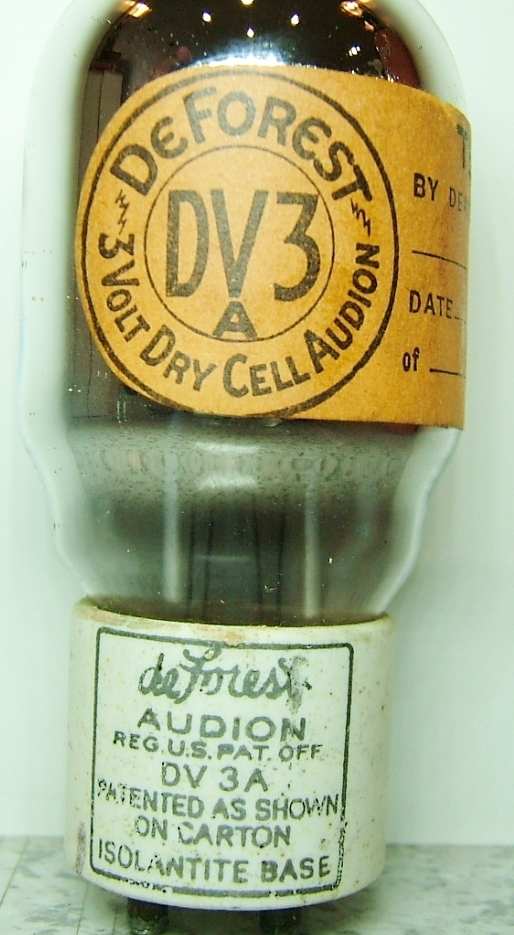 DEFOREST
DV3
A
3 VOLT DRY CELL AUDION
BY
DATE
of
deForest
AUDION
REG. U.S. PAT. OFF
DV 3A
PATENTED AS SHOWN
ON CARTON
ISOLANTITE BASE